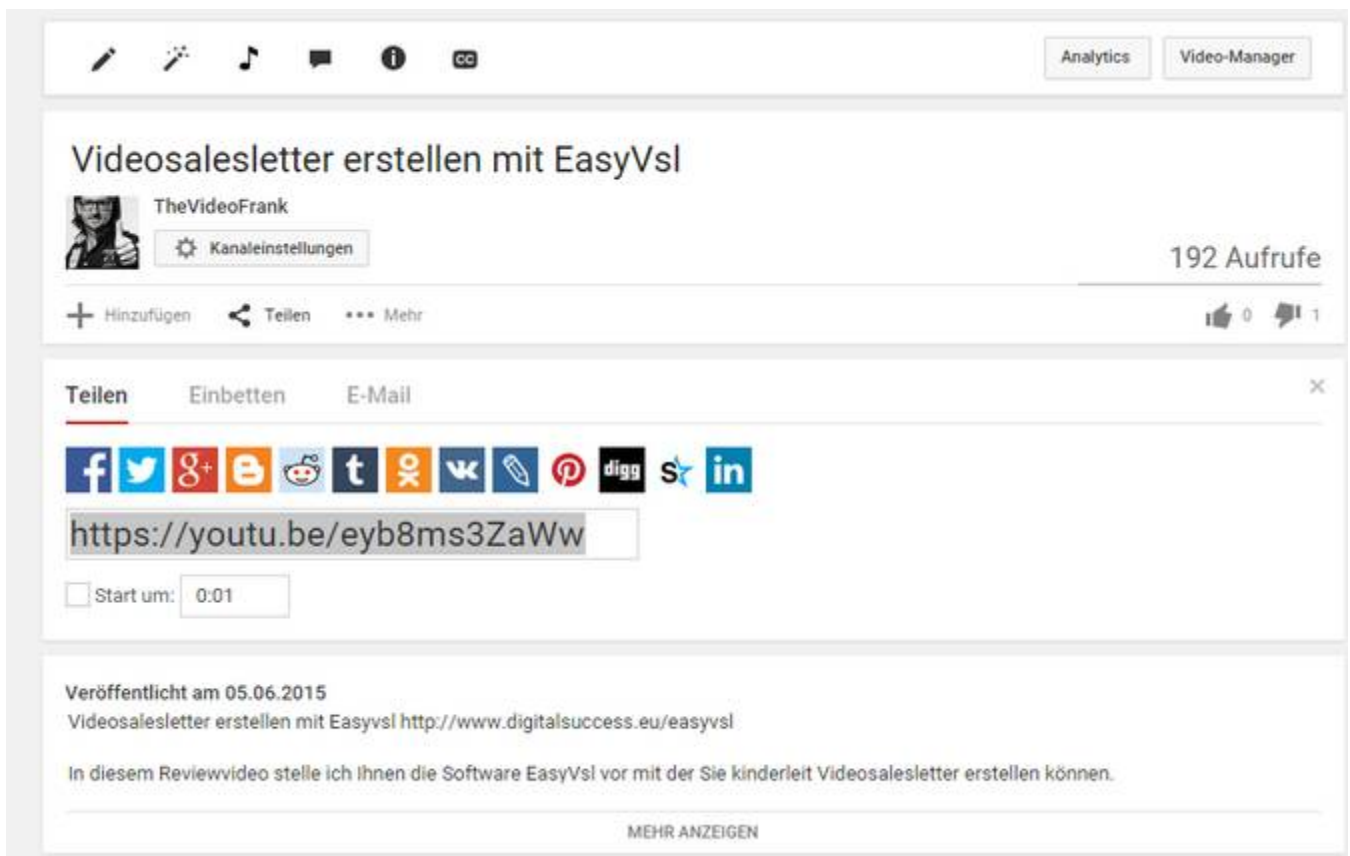 Analytics Video-Manager
Videosalesletter erstellen mit EasyVsl
TheVideoFrank
Kanaleinstellungen
192 Aufrufe
Hinzufügen Teilen Mehr 0 1
Teilen Einbetten E-Mail
digg in
https://youtu.be/eyb8ms3ZaWw
Start um: 0:01
Veröffentlicht am 05.06.2015
Videosalesletter erstellen mit Easyvsl http://www.digitalsuccess.eu/easyvsl
In diesem Reviewvideo stelle ich Ihnen die Software EasyVsl vor mit der Sie kinderleit Videosalesletter erstellen können.
MEHR ANZEIGEN